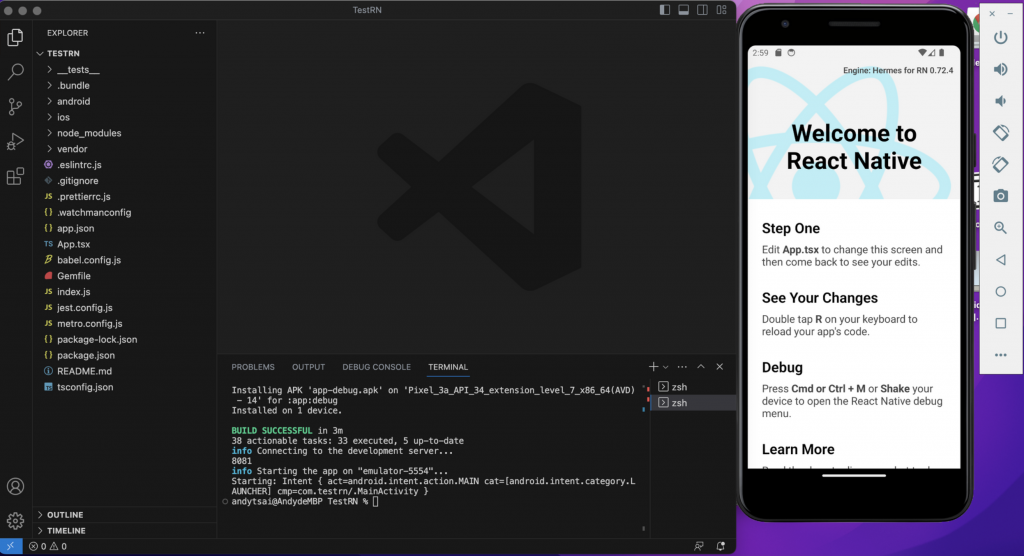 TestRN
EXPLORER
TESTRN
__tests__
.bundle
android
ios
node_modules
vendor
.eslintrc.js
.gitignore
JS .prettierrc.js
.watchmanconfig
{} app.json
TS App.tsx
babel.config.js
Gemfile
JS index.js
JS jest.config.js
JS metro.config.js
{} package-lock.json
{} package.json
README.md
tsconfig.json
OUTLINE
TIMELINE
0 0
PROBLEMS OUTPUT DEBUG CONSOLE TERMINAL
Installing APK 'app-debug.apk' on 'Pixel_3a_API_34_extension_level_7_x86_64(AVD)
- 14' for :app:debug
Installed on 1 device.
BUILD SUCCESSFUL in 3m
38 actionable tasks: 33 executed, 5 up-to-date
info Connecting to the development server...
8081
info Starting the app on "emulator-5554"...
Starting: Intent { act=android.intent.action.MAIN cat=[android.intent.category.L
AUNCHER] cmp=com.testrn/.MainActivity }
andytsai@AndydeMBP TestRN %
zsh
zsh
2:59
Engine: Hermes for RN 0.72.4
Welcome to
React Native
Step One
Edit App.tsx to change this screen and
then come back to see your edits.
See Your Changes
Double tap R on your keyboard to
reload your app's code.
Debug
Press Cmd or Ctrl + M or Shake your
device to open the React Native debug
menu.
Learn More